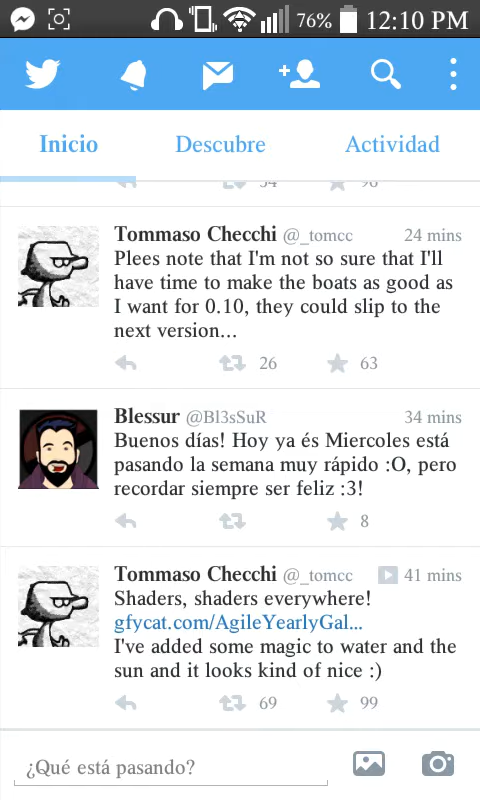 76% 12:10 PM
Inicio Descubre Actividad
Tommaso Checchi @_tomcc 24 mins
Plees note that I'm not so sure that I'll
have time to make the boats as good as
I want for 0.10, they could slip to the
next version...
26 63
Blessur @Bl3sSuR 34 mins
Buenos días! Hoy ya és Miercoles está
pasando la semana muy rápido :O, pero
recordar siempre ser feliz :3!
8
Tommaso Checchi @_tomcc 41 mins
Shaders, shaders everywhere!
gfycat.com/AgileYearlyGal...
I've added some magic to water and the
sun and it looks kind of nice :)
69 99
¿Qué está pasando?